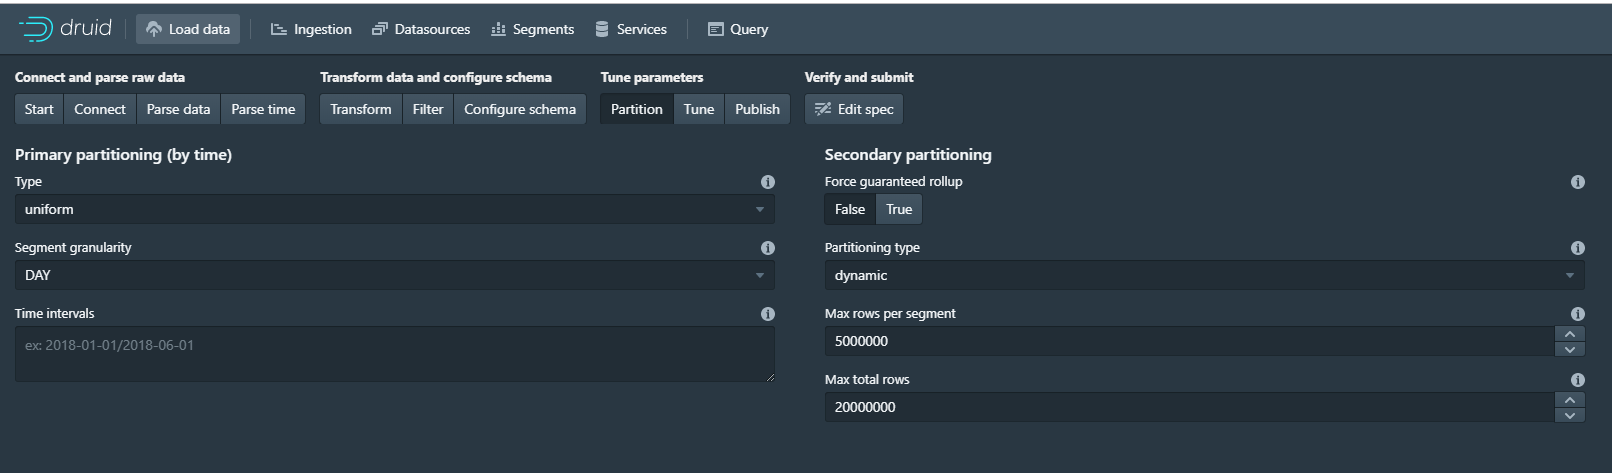 druid Load data Ingestion Datasources Segments Services Query
Connect and parse raw data Transform data and configure schema Tune parameters Verify and submit
Start Connect Parse data Parse time Transform Filter Configure schema Partition Tune Publish Edit spec
Primary partitioning (by time)
Type
uniform
Segment granularity
DAY
Time intervals
ex: 2018-01-01/2018-06-01
Secondary partitioning
Force guaranteed rollup
False True
Partitioning type
dynamic
Max rows per segment
5000000
Max total rows
20000000